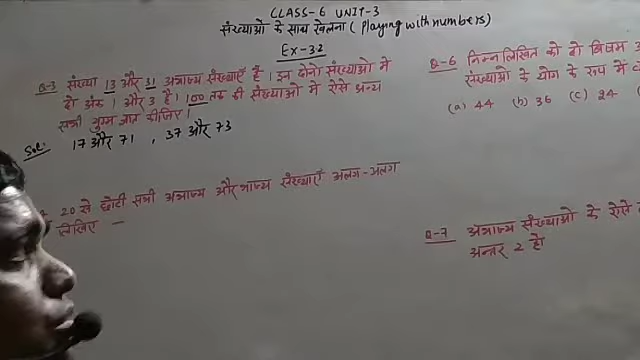 CLASS-6 UNIT-3
संख्याओं के साथ खेलना (Playing with numbers)
Ex-3.2
Q-3 संख्या 13 और 31 अभाज्य संख्याएँ हैं। इन दोनों संख्याओं में
दो अंक 1 और 3 है। 100 तक की संख्याओं में ऐसे अन्य
सभी युग्म ज्ञात कीजिए।
Sol:
17 और 71 , 37 और 73
20 से छोटी सभी अभाज्य और भाज्य संख्याएँ अलग-अलग
लिखिए —
Q-6 निम्नलिखित को दो विषम अ
संख्याओं के योग के रूप में
(a) 44 (b) 36 (c) 24
Q-7 अभाज्य संख्याओं के ऐसे
अन्तर 2 हो